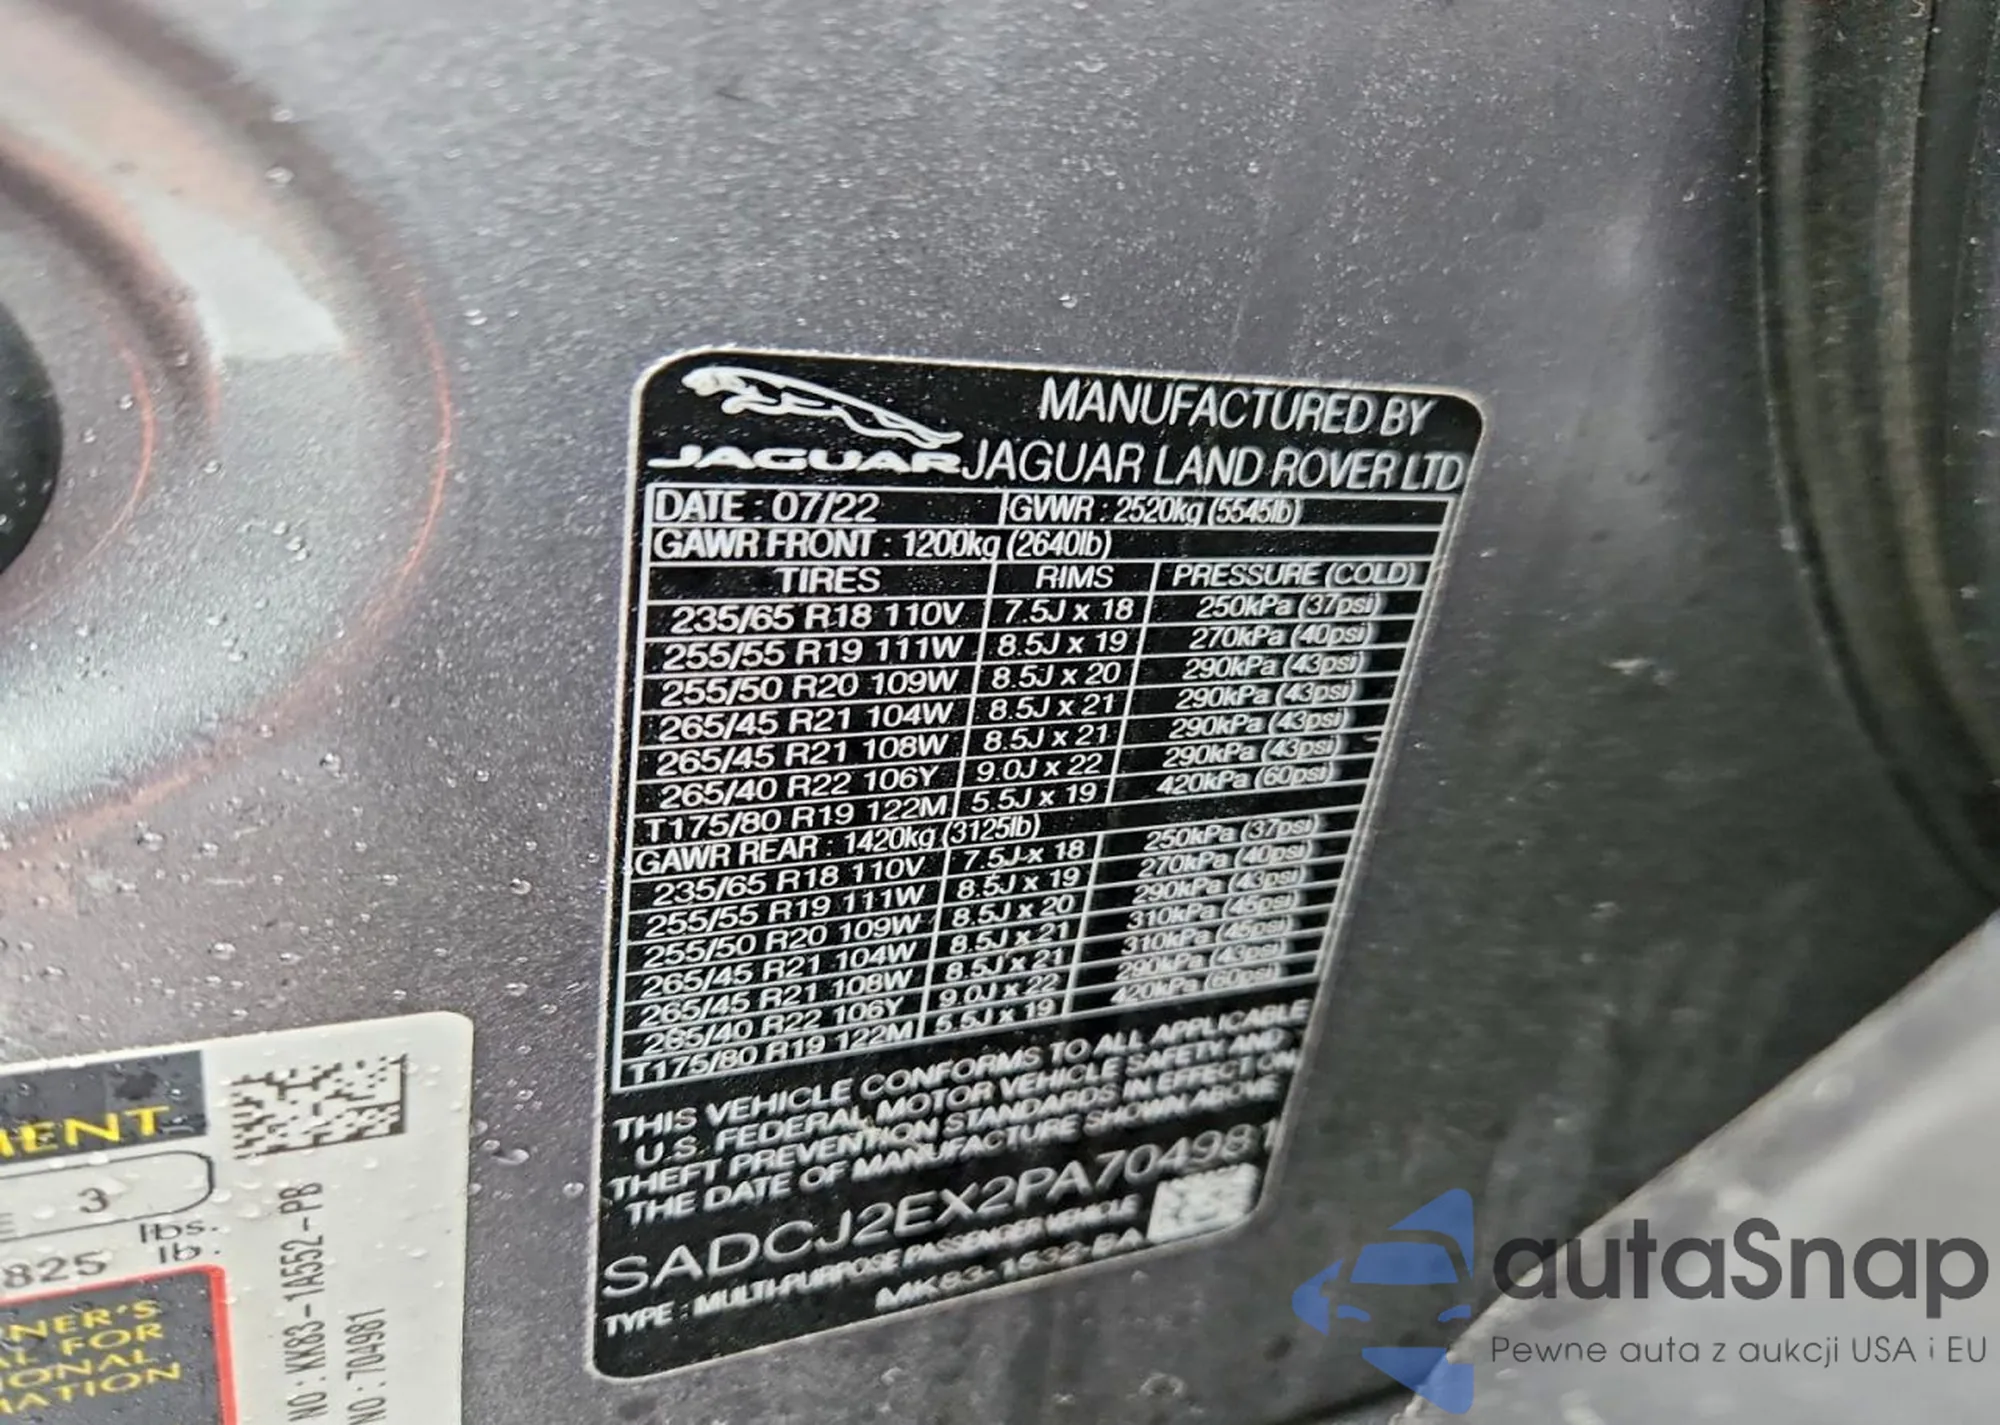 MANUFACTURED BY
JAGUAR JAGUAR LAND ROVER LTD
DATE : 07/22 GVWR : 2520kg (5545lb)
GAWR FRONT : 1200kg (2640lb)
TIRES RIMS PRESSURE (COLD)
235/65 R18 110V 7.5J x 18 250kPa (37psi)
255/55 R19 111W 8.5J x 19 270kPa (40psi)
255/50 R20 109W 8.5J x 20 290kPa (43psi)
265/45 R21 104W 8.5J x 21 290kPa (43psi)
265/45 R21 108W 8.5J x 21 290kPa (43psi)
265/40 R22 106Y 9.0J x 22 290kPa (43psi)
T175/80 R19 122M 5.5J x 19 420kPa (60psi)
GAWR REAR : 1420kg (3125lb)
235/65 R18 110V 7.5J x 18 250kPa (37psi)
255/55 R19 111W 8.5J x 19 270kPa (40psi)
255/50 R20 109W 8.5J x 20 290kPa (43psi)
265/45 R21 104W 8.5J x 21 310kPa (45psi)
265/45 R21 108W 8.5J x 21 310kPa (45psi)
265/40 R22 106Y 9.0J x 22 290kPa (43psi)
T175/80 R19 122M 5.5J x 19 420kPa (60psi)
THIS VEHICLE CONFORMS TO ALL APPLICABLE
U.S. FEDERAL MOTOR VEHICLE SAFETY AND
THEFT PREVENTION STANDARDS IN EFFECT ON
THE DATE OF MANUFACTURE SHOWN ABOVE
SADCJ2EX2PA704981
TYPE : MULTI-PURPOSE PASSENGER VEHICLE
MK83-1532-BA
MENT
E 3
lbs.
825 lb.
NER'S
AL FOR
IONAL
MATION
NO : KK83-1A552-PB
NO : 704981
autaSnap
Pewne auta z aukcji USA i EU